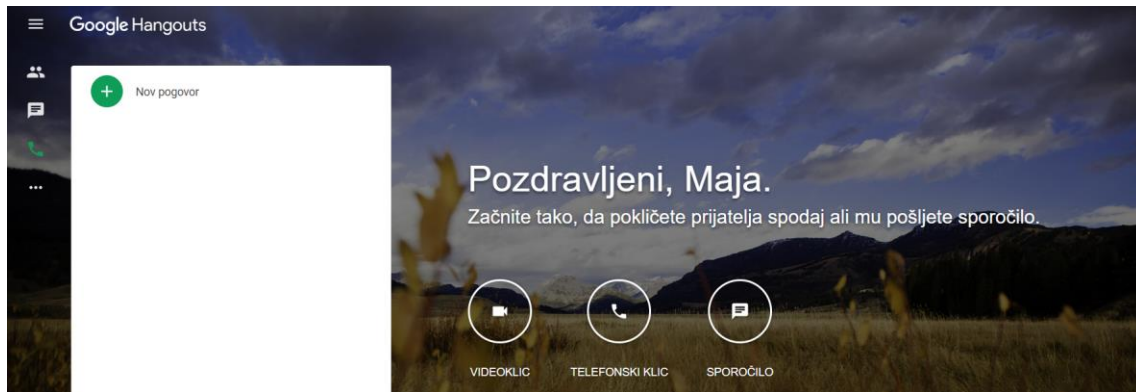 Google Hangouts
Nov pogovor
Pozdravljeni, Maja.
Začnite tako, da pokličete prijatelja spodaj ali mu pošljete sporočilo.
VIDEOKLIC TELEFONSKI KLIC SPOROČILO